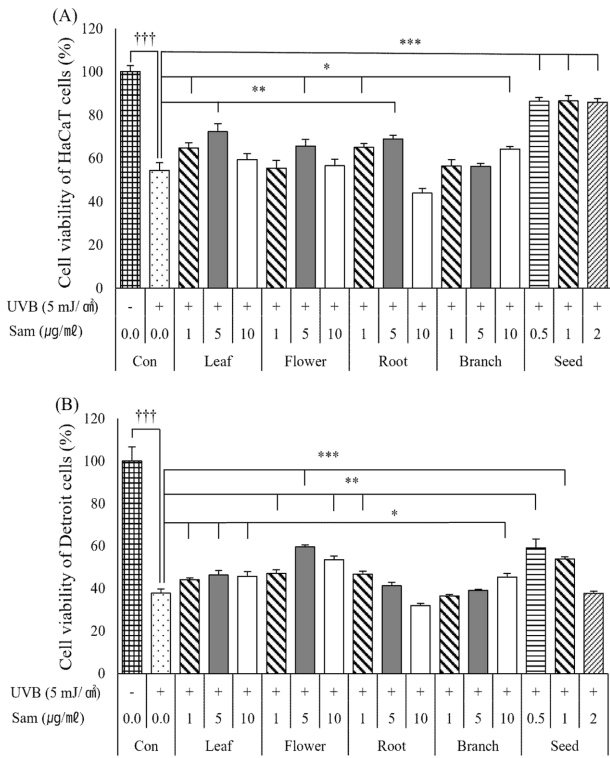 (A)
Cell viability of HaCaT cells (%)
120
100
80
60
40
20
0
†††
***
*
**
UVB (5 mJ/㎠) - + + + + + + + + + + + + + + + +
Sam (㎍/㎖) 0.0 0.0 1 5 10 1 5 10 1 5 10 1 5 10 0.5 1 2
Con Leaf Flower Root Branch Seed
(B)
Cell viability of Detroit cells (%)
120
100
80
60
40
20
0
†††
***
**
*
UVB (5 mJ/㎠) - + + + + + + + + + + + + + + + +
Sam (㎍/㎖) 0.0 0.0 1 5 10 1 5 10 1 5 10 1 5 10 0.5 1 2
Con Leaf Flower Root Branch Seed